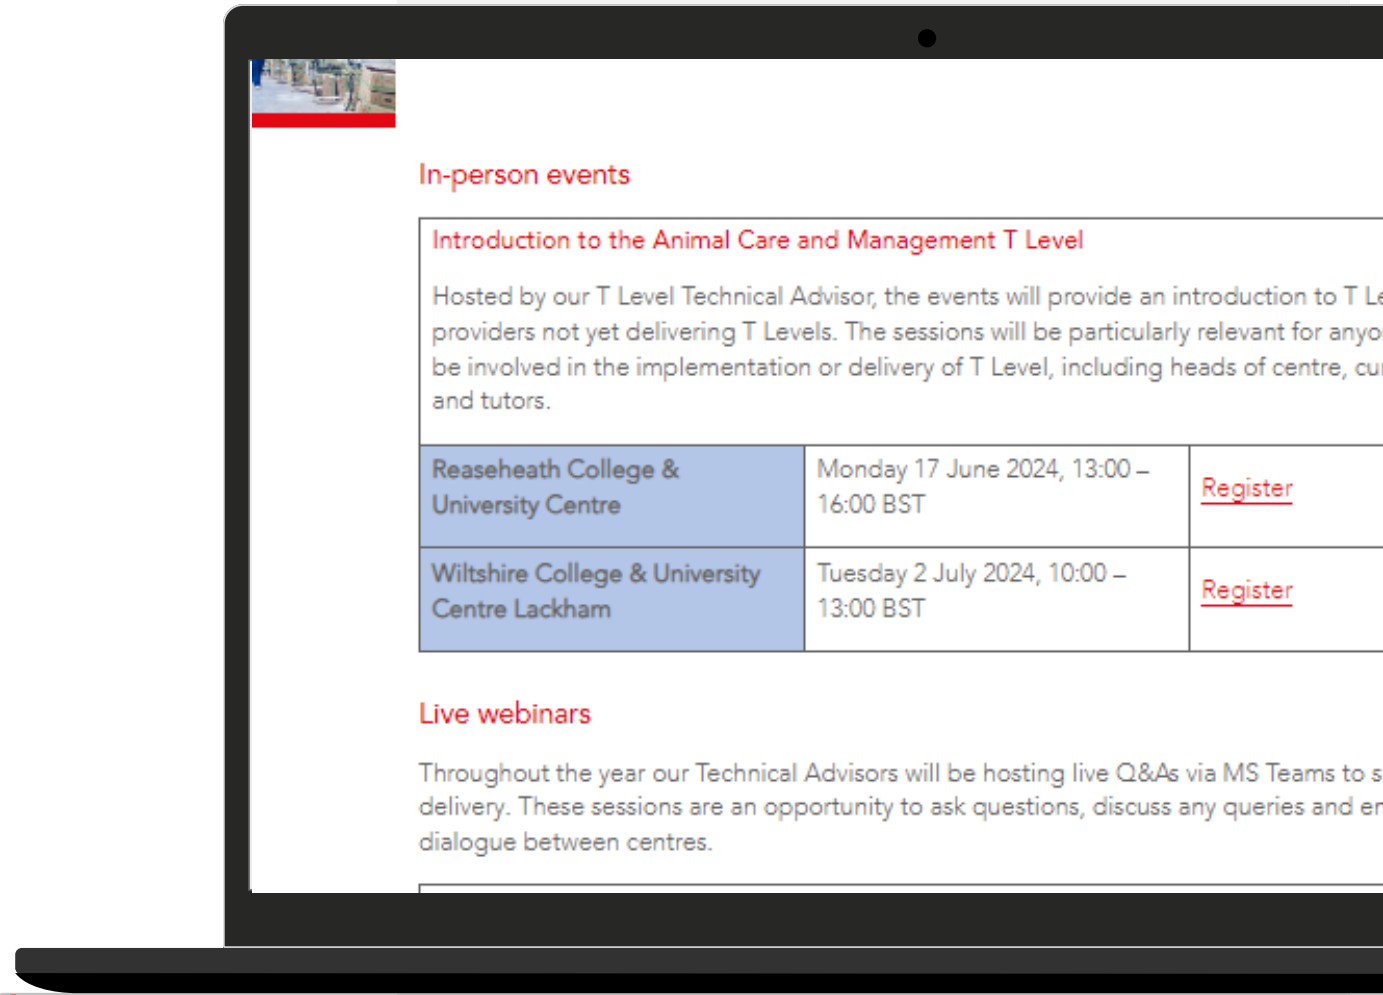 In-person events
Introduction to the Animal Care and Management T Level
Hosted by our T Level Technical Advisor, the events will provide an introduction to T
providers not yet delivering T Levels. The sessions will be particularly relevant for
be involved in the implementation or delivery of T Level, including heads of centre,
and tutors.
Reaseheath College &
University Centre
Monday 17 June 2024, 13:00 –
16:00 BST
Register
Wiltshire College & University
Centre Lackham
Tuesday 2 July 2024, 10:00 –
13:00 BST
Register
Live webinars
Throughout the year our Technical Advisors will be hosting live Q&As via MS Teams to
delivery. These sessions are an opportunity to ask questions, discuss any queries and
dialogue between centres.